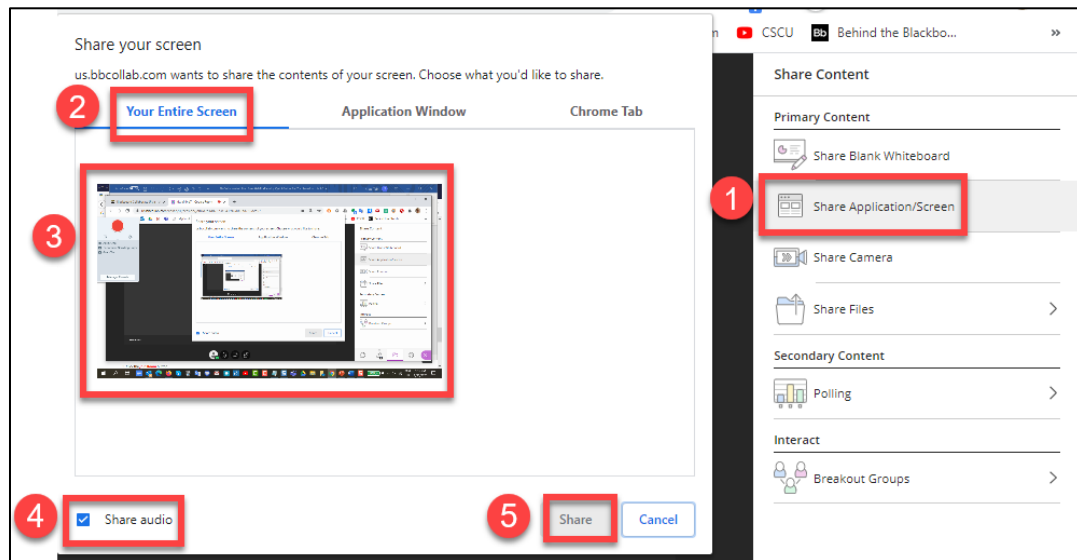 Share your screen
us.bbcollab.com wants to share the contents of your screen. Choose what you'd like to share.
2
Your Entire Screen
Application Window
Chrome Tab
3
4
Share audio
5
Share
Cancel
CSCU
Bb
Behind the Blackbo...
»
Share Content
Primary Content
Share Blank Whiteboard
1
Share Application/Screen
Share Camera
Share Files
Secondary Content
Polling
Interact
Breakout Groups